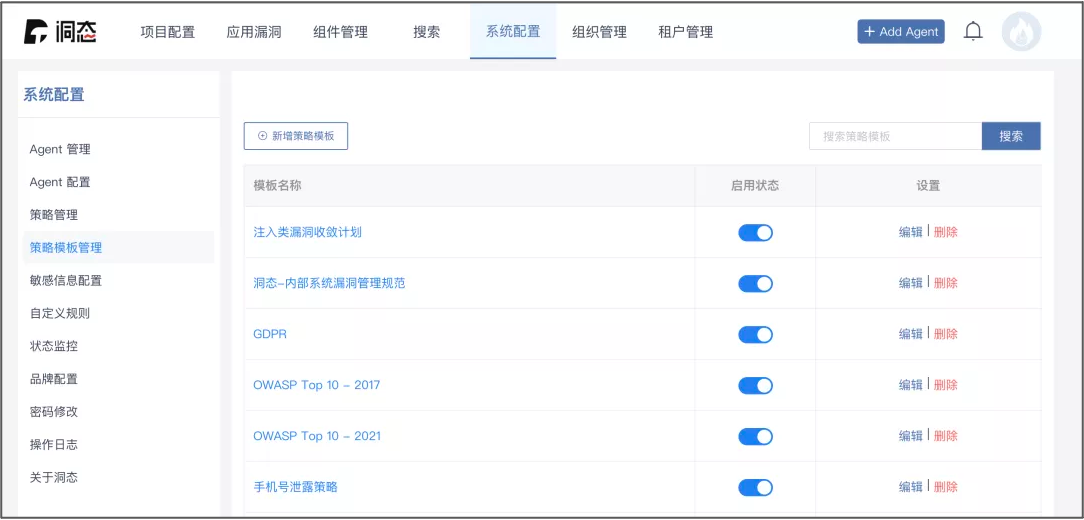 洞态 项目配置 应用漏洞 组件管理 搜索 系统配置 组织管理 租户管理 + Add Agent
系统配置
Agent 管理
Agent 配置
策略管理
策略模板管理
敏感信息配置
自定义规则
状态监控
品牌配置
密码修改
操作日志
关于洞态
新增策略模板 搜索策略模板 搜索
模板名称 启用状态 设置
注入类漏洞收敛计划 编辑 | 删除
洞态-内部系统漏洞管理规范 编辑 | 删除
GDPR 编辑 | 删除
OWASP Top 10 - 2017 编辑 | 删除
OWASP Top 10 - 2021 编辑 | 删除
手机号泄露策略 编辑 | 删除